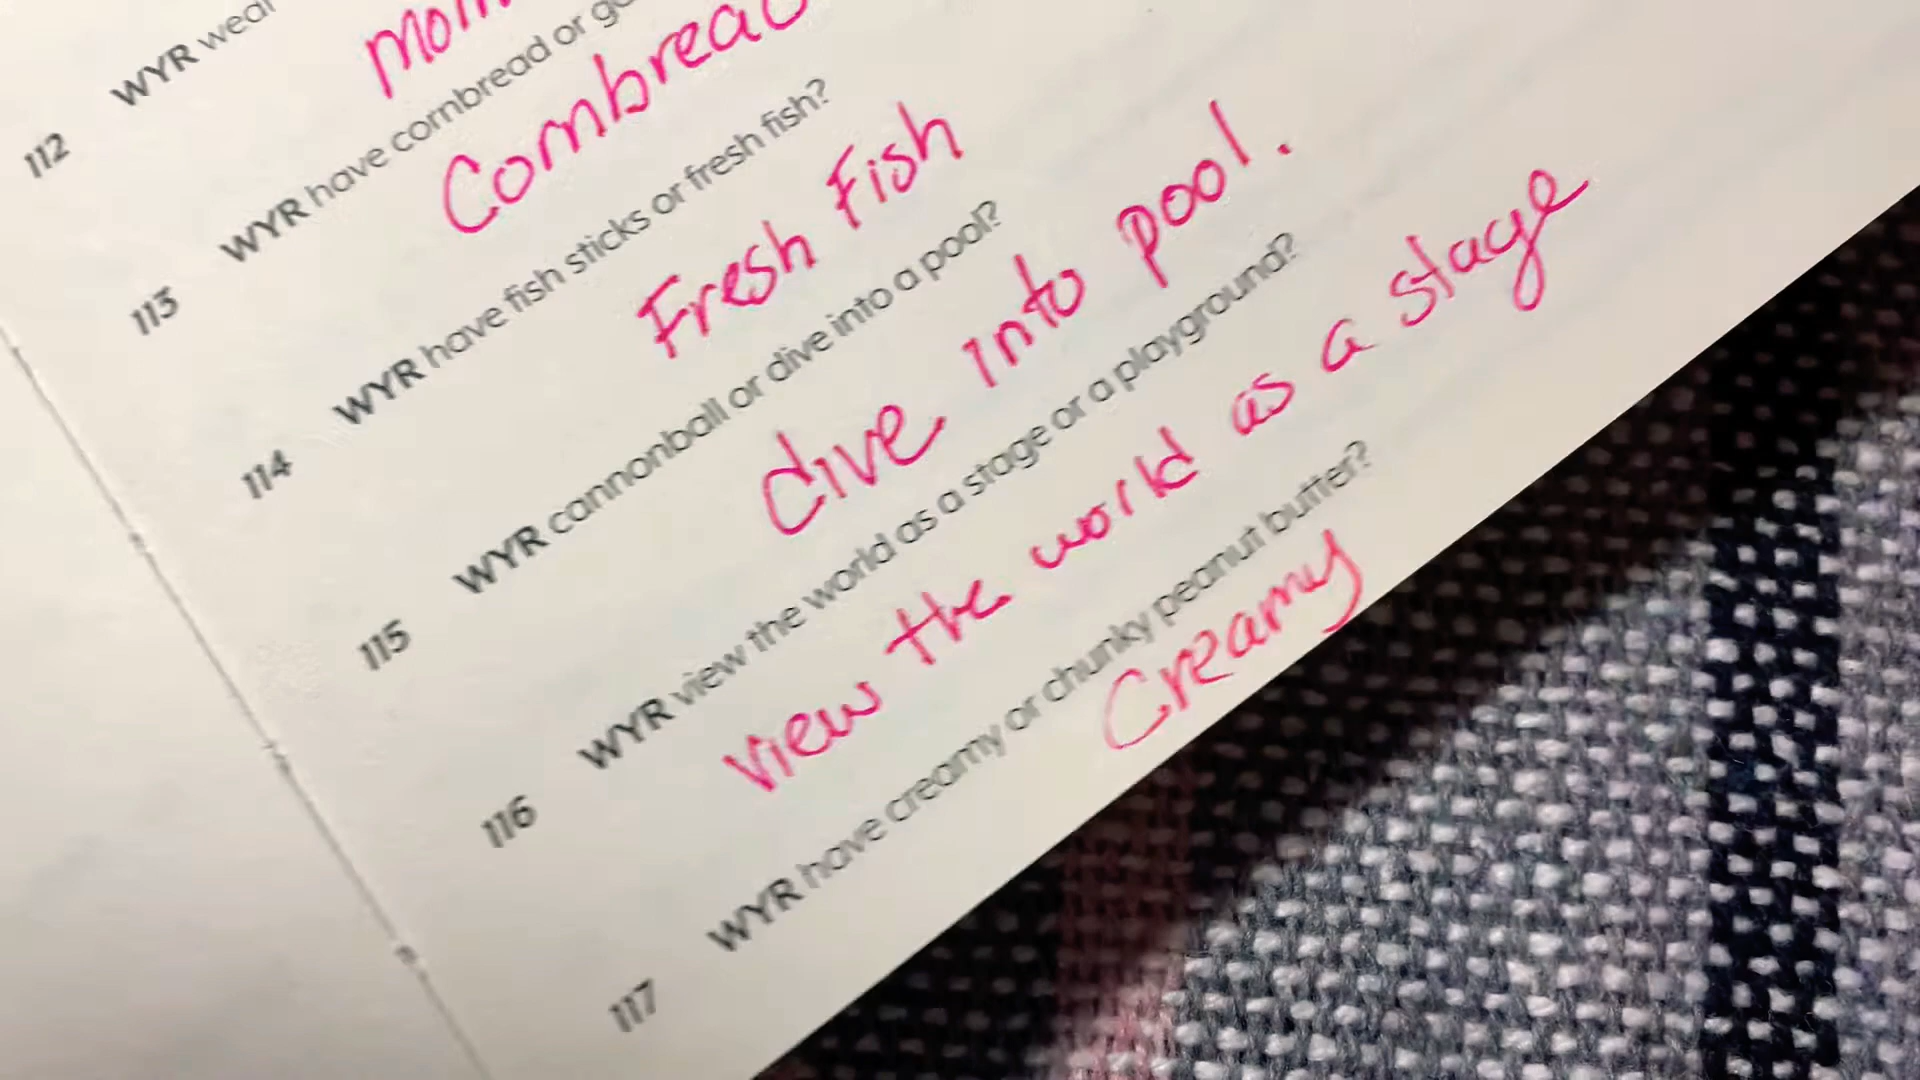 112 WYR wear
113 WYR have cornbread or
Cornbread
114 WYR have fish sticks or fresh fish?
Fresh Fish
115 WYR cannonball or dive into a pool?
dive into pool.
116 WYR view the world as a stage or a playground?
view the world as a stage
117 WYR have creamy or chunky peanut butter?
Creamy